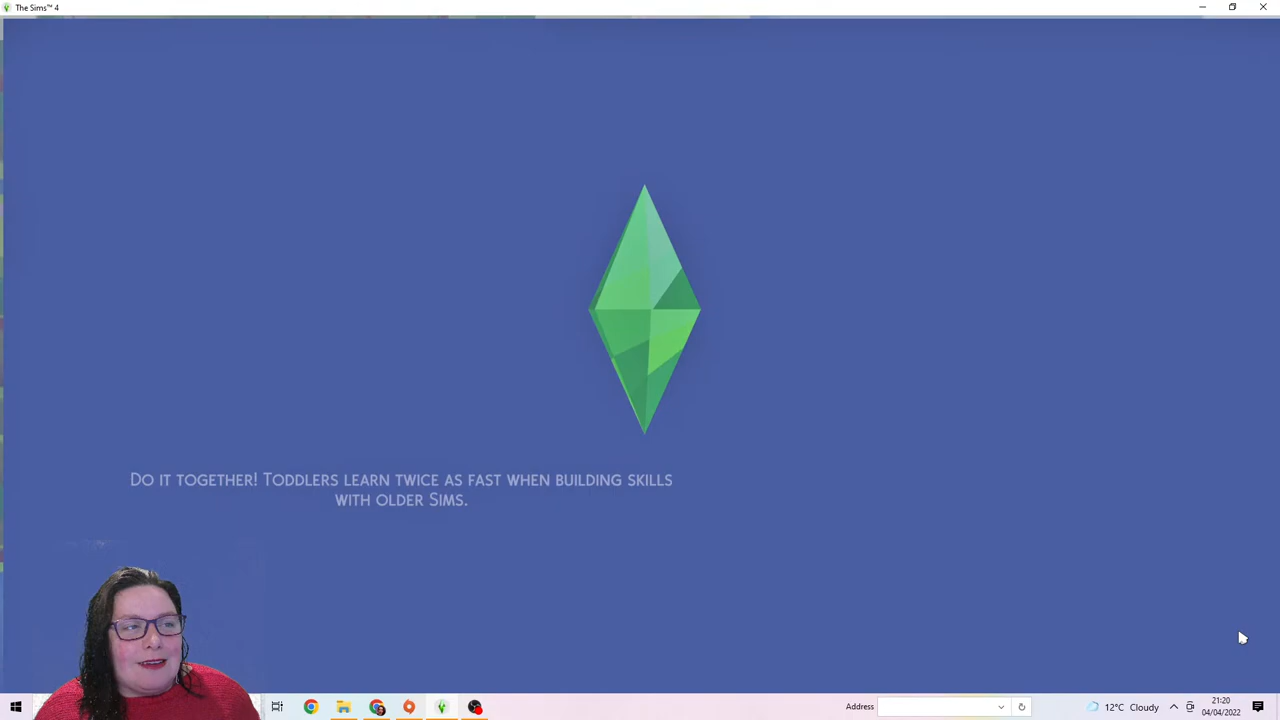 The Sims™ 4
Do it together! Toddlers learn twice as fast when building skills
with older Sims.
Address
12°C Cloudy
21:20
04/04/2022